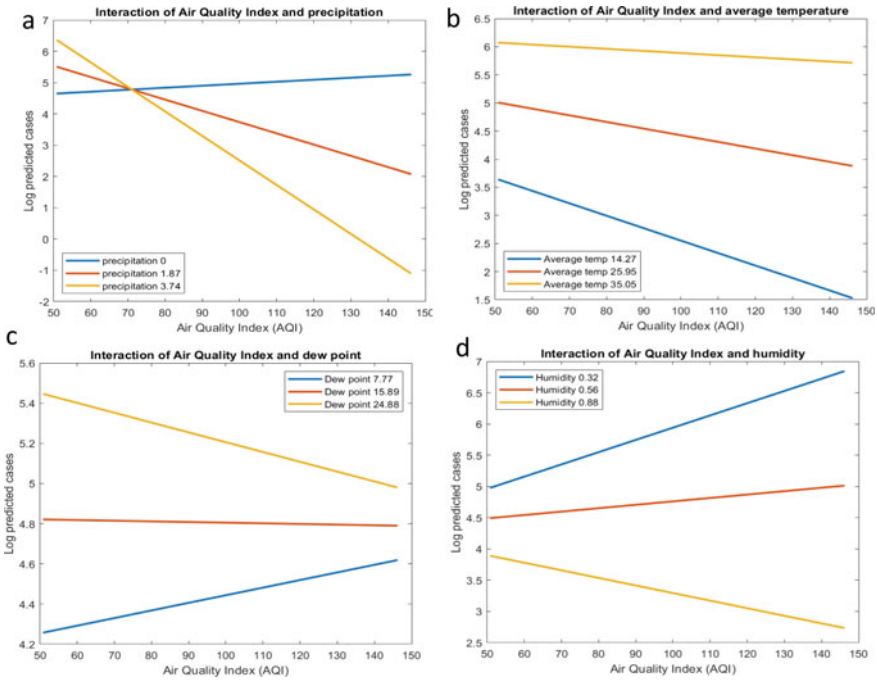 a
Interaction of Air Quality Index and precipitation
7
6
5
4
3
2
1
0
-1
-2
Log predicted cases
precipitation 0
precipitation 1.87
precipitation 3.74
50 60 70 80 90 100 110 120 130 140 150
Air Quality Index (AQI)
b
Interaction of Air Quality Index and average temperature
6.5
6
5.5
5
4.5
4
3.5
3
2.5
2
1.5
Log predicted cases
Average temp 14.27
Average temp 25.95
Average temp 35.05
50 60 70 80 90 100 110 120 130 140 150
Air Quality Index (AQI)
c
Interaction of Air Quality Index and dew point
5.6
5.4
5.2
5
4.8
4.6
4.4
4.2
Log predicted cases
Dew point 7.77
Dew point 15.89
Dew point 24.88
50 60 70 80 90 100 110 120 130 140 150
Air Quality Index (AQI)
d
Interaction of Air Quality Index and humidity
7
6.5
6
5.5
5
4.5
4
3.5
3
2.5
Log predicted cases
Humidity 0.32
Humidity 0.56
Humidity 0.88
50 60 70 80 90 100 110 120 130 140 150
Air Quality Index (AQI)